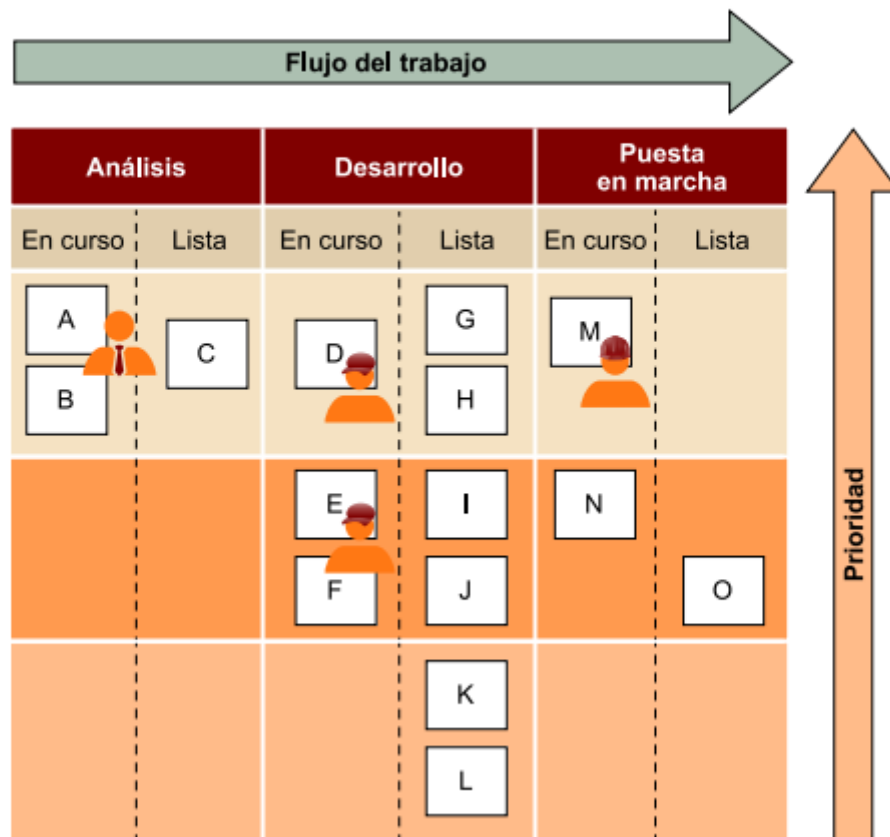 Flujo del trabajo
Análisis
Desarrollo
Puesta
en marcha
En curso
Lista
En curso
Lista
En curso
Lista
A
B
C
D
G
H
M
E
F
I
J
N
O
K
L
Prioridad